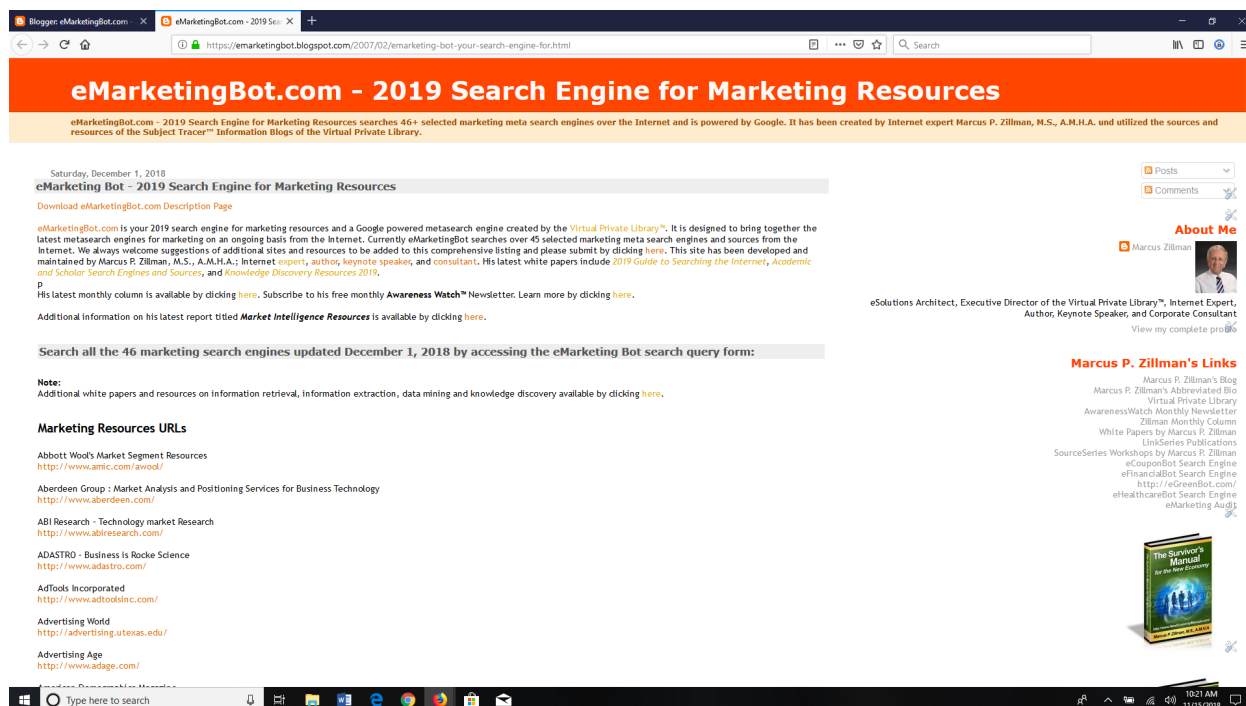 Blogger: eMarketingBot.com -
eMarketingBot.com - 2019 Sea
https://emarketingbot.blogspot.com/2007/02/emarketing-bot-your-search-engine-for.html
Search
eMarketingBot.com - 2019 Search Engine for Marketing Resources
eMarketingBot.com - 2019 Search Engine for Marketing Resources searches 46+ selected marketing meta search engines over the Internet and is powered by Google. It has been created by Internet expert Marcus P. Zillman, M.S., A.M.H.A. und utilized the sources and
resources of the Subject Tracer™ Information Blogs of the Virtual Private Library.
Saturday, December 1, 2018
eMarketing Bot - 2019 Search Engine for Marketing Resources
Download eMarketingBot.com Description Page
eMarketingBot.com is your 2019 search engine for marketing resources and a Google powered metasearch engine created by the Virtual Private Library™. It is designed to bring together the
latest metasearch engines for marketing on an ongoing basis from the Internet. Currently eMarketingBot searches over 45 selected marketing meta search engines and sources from the
Internet. We always welcome suggestions of additional sites and resources to be added to this comprehensive listing and please submit by clicking here. This site has been developed and
maintained by Marcus P. Zillman, M.S., A.M.H.A.; Internet expert, author, keynote speaker, and consultant. His latest white papers include 2019 Guide to Searching the Internet, Academic
and Scholar Search Engines and Sources, and Knowledge Discovery Resources 2019.
p
His latest monthly column is available by clicking here. Subscribe to his free monthly Awareness Watch™ Newsletter. Learn more by clicking here.
Additional information on his latest report titled Market Intelligence Resources is available by clicking here.
Search all the 46 marketing search engines updated December 1, 2018 by accessing the eMarketing Bot search query form:
Note:
Additional white papers and resources on information retrieval, information extraction, data mining and knowledge discovery available by clicking here.
Marketing Resources URLs
Abbott Wool's Market Segment Resources
http://www.amic.com/awool/
Aberdeen Group : Market Analysis and Positioning Services for Business Technology
http://www.aberdeen.com/
ABI Research - Technology market Research
http://www.abiresearch.com/
ADASTRO - Business is Rocke Science
http://www.adastro.com/
AdTools Incorporated
http://www.adtoolsinc.com/
Advertising World
http://advertising.utexas.edu/
Advertising Age
http://www.adage.com/
Posts
Comments
About Me
Marcus Zillman
eSolutions Architect, Executive Director of the Virtual Private Library™, Internet Expert,
Author, Keynote Speaker, and Corporate Consultant
View my complete profile
Marcus P. Zillman's Links
Marcus P. Zillman's Blog
Marcus P. Zillman's Abbreviated Bio
Virtual Private Library
AwarenessWatch Monthly Newsletter
Zillman Monthly Column
White Papers by Marcus P. Zillman
LinkSeries Publications
SourceSeries Workshops by Marcus P. Zillman
eCouponBot Search Engine
eFinancialBot Search Engine
http://eGreenBot.com/
eHealthcareBot Search Engine
eMarketing Audit
The Survivor's
Manual
for the New Economy
Marcus P. Zillman, M.S., A.M.H.A.
Type here to search
10:21 AM
11/15/2018